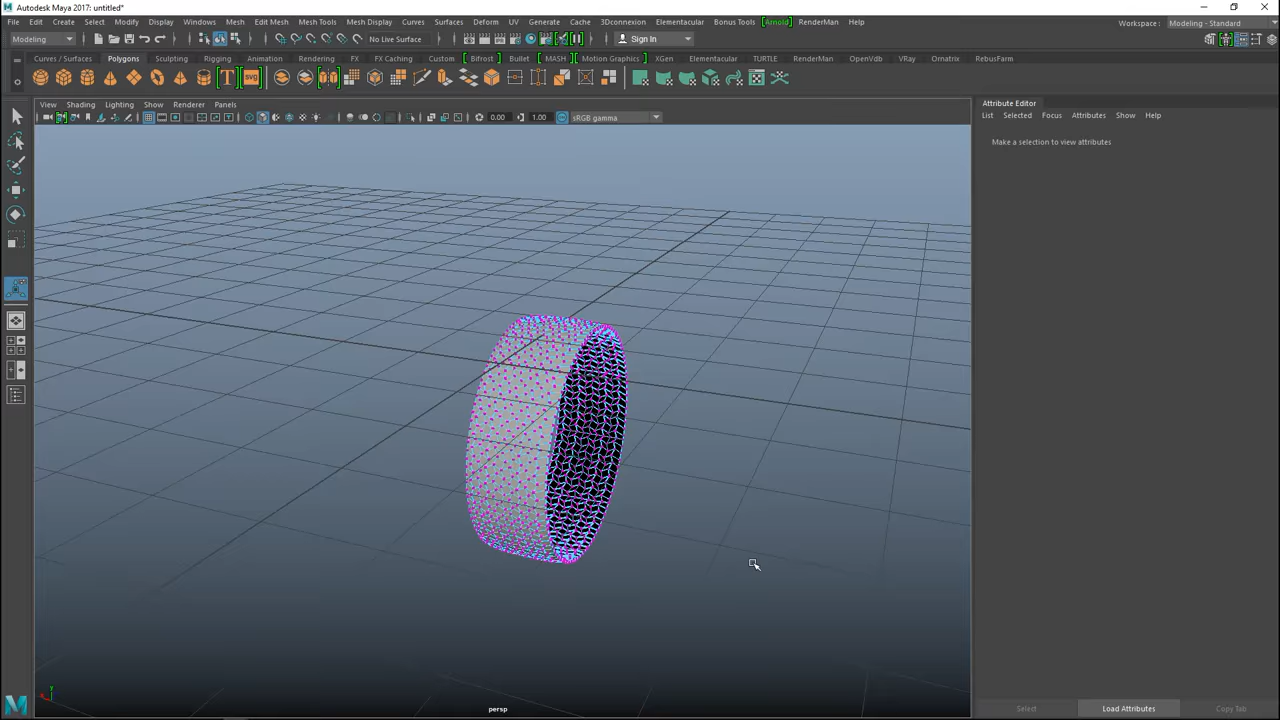 Autodesk Maya 2017: untitled*
File Edit Create Select Modify Display Windows Mesh Edit Mesh Mesh Tools Mesh Display Curves Surfaces Deform UV Generate Cache 3Dconnexion Elementacular Bonus Tools [Arnold] RenderMan Help
Workspace : Modeling - Standard
Modeling No Live Surface Sign In
Curves / Surfaces Polygons Sculpting Rigging Animation Rendering FX FX Caching Custom Bifrost Bullet MASH Motion Graphics XGen Elementacular TURTLE RenderMan OpenVdb VRay Ornatrix RebusFarm
T svg
View Shading Lighting Show Renderer Panels
0.00 1.00 sRGB gamma
persp
Attribute Editor
List Selected Focus Attributes Show Help
Make a selection to view attributes
Select Load Attributes Copy Tab